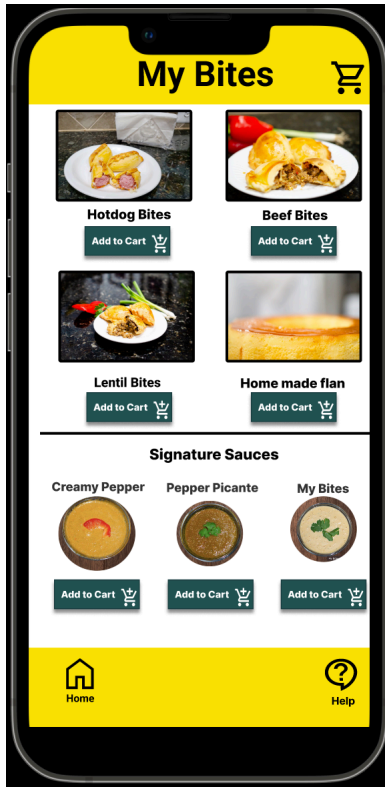 My Bites
Hotdog Bites
Beef Bites
Add to Cart
Add to Cart
Lentil Bites
Home made flan
Add to Cart
Add to Cart
Signature Sauces
Creamy Pepper
Pepper Picante
My Bites
Add to Cart
Add to Cart
Add to Cart
Home
Help